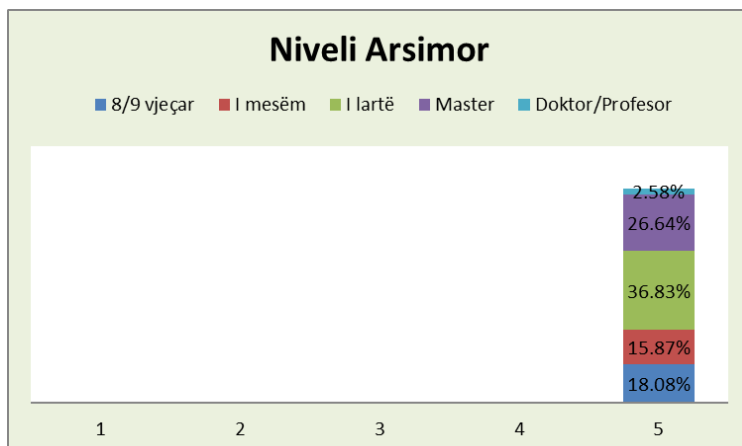 Niveli Arsimor
8/9 vjeçar I mesëm I lartë Master Doktor/Profesor
2.58%
26.64%
36.83%
15.87%
18.08%
1 2 3 4 5